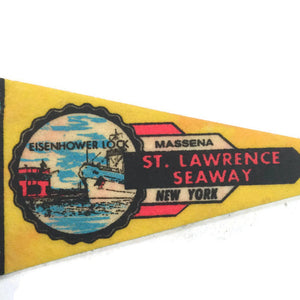 EISENHOWER LOCK
MASSENA
ST. LAWRENCE
SEAWAY
NEW YORK